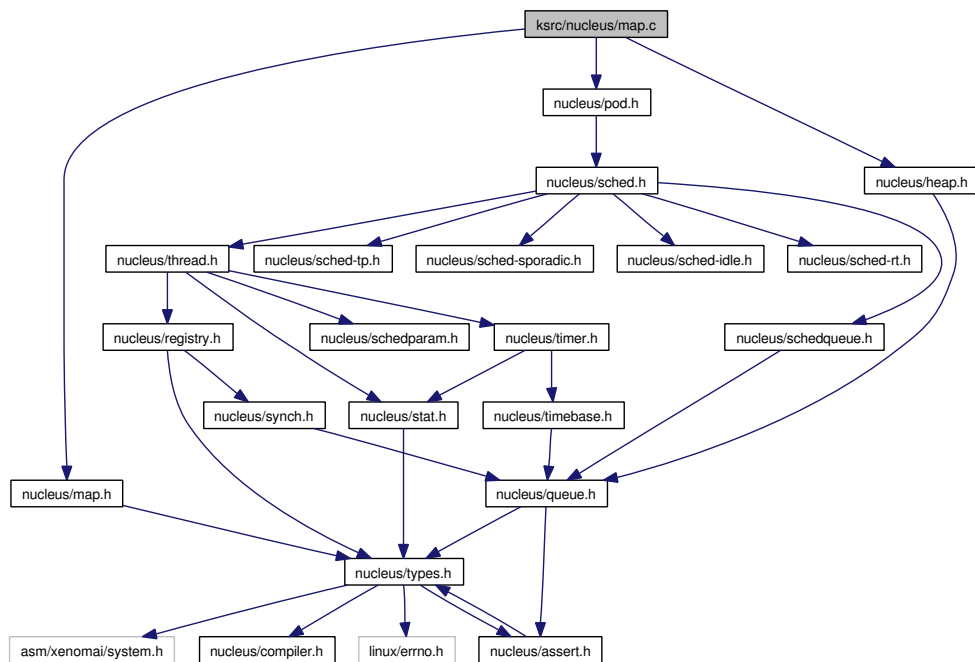 ksrc/nucleus/map.c
nucleus/pod.h
nucleus/sched.h
nucleus/heap.h
nucleus/thread.h
nucleus/sched-tp.h
nucleus/sched-sporadic.h
nucleus/sched-idle.h
nucleus/sched-rt.h
nucleus/registry.h
nucleus/schedparam.h
nucleus/timer.h
nucleus/schedqueue.h
nucleus/synch.h
nucleus/stat.h
nucleus/timebase.h
nucleus/map.h
nucleus/queue.h
nucleus/types.h
asm/xenomai/system.h
nucleus/compiler.h
linux/errno.h
nucleus/assert.h